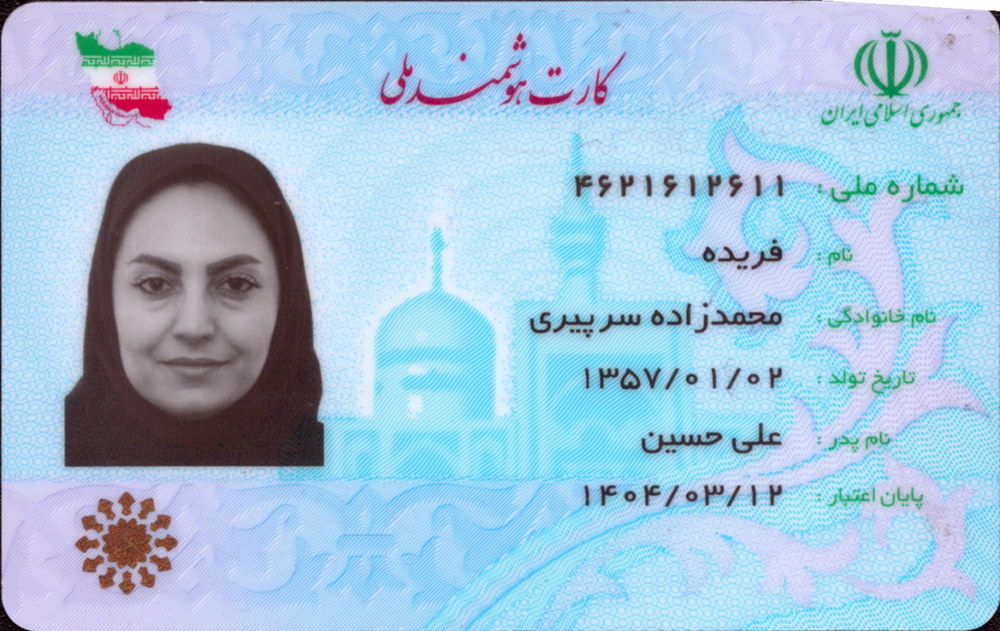 کارت هوشمند ملی
جمهوری اسلامی ایران
شماره ملی : ۴۶۲۱۶۱۲۶۱۱
نام : فریده
نام خانوادگی : محمدزاده سرپیری
تاریخ تولد : ۱۳۵۷/۰۱/۰۲
نام پدر : علی حسین
پایان اعتبار : ۱۴۰۴/۰۳/۱۲